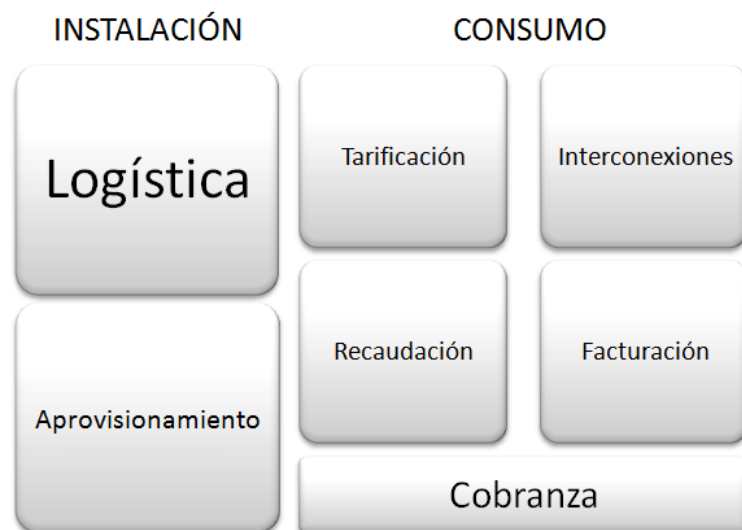 INSTALACIÓN
CONSUMO
Logística
Tarificación
Interconexiones
Aprovisionamiento
Recaudación
Facturación
Cobranza